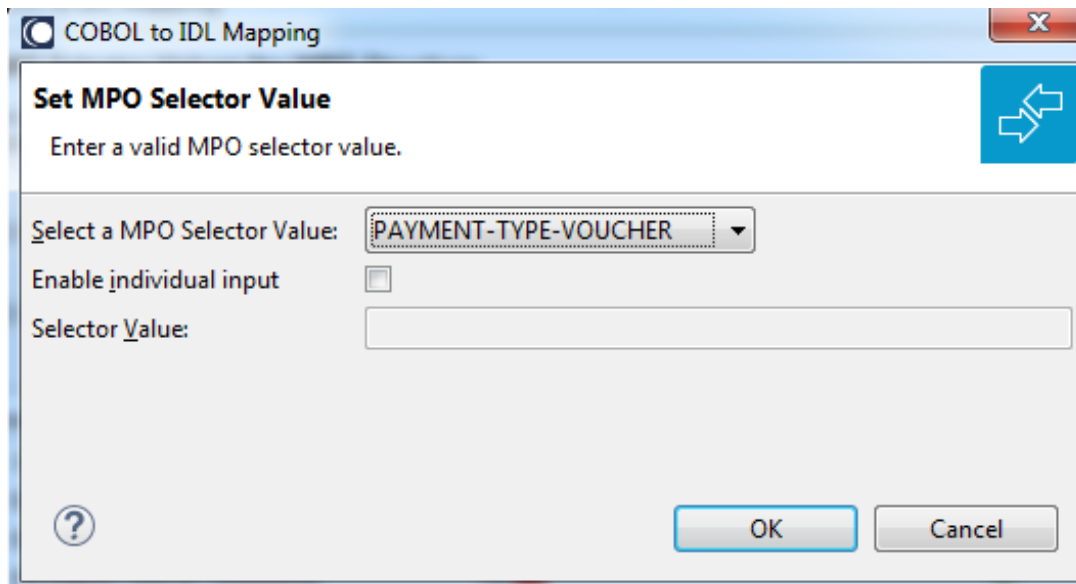 COBOL to IDL Mapping
Set MPO Selector Value
Enter a valid MPO selector value.
Select a MPO Selector Value: PAYMENT-TYPE-VOUCHER
Enable individual input
Selector Value:
OK Cancel